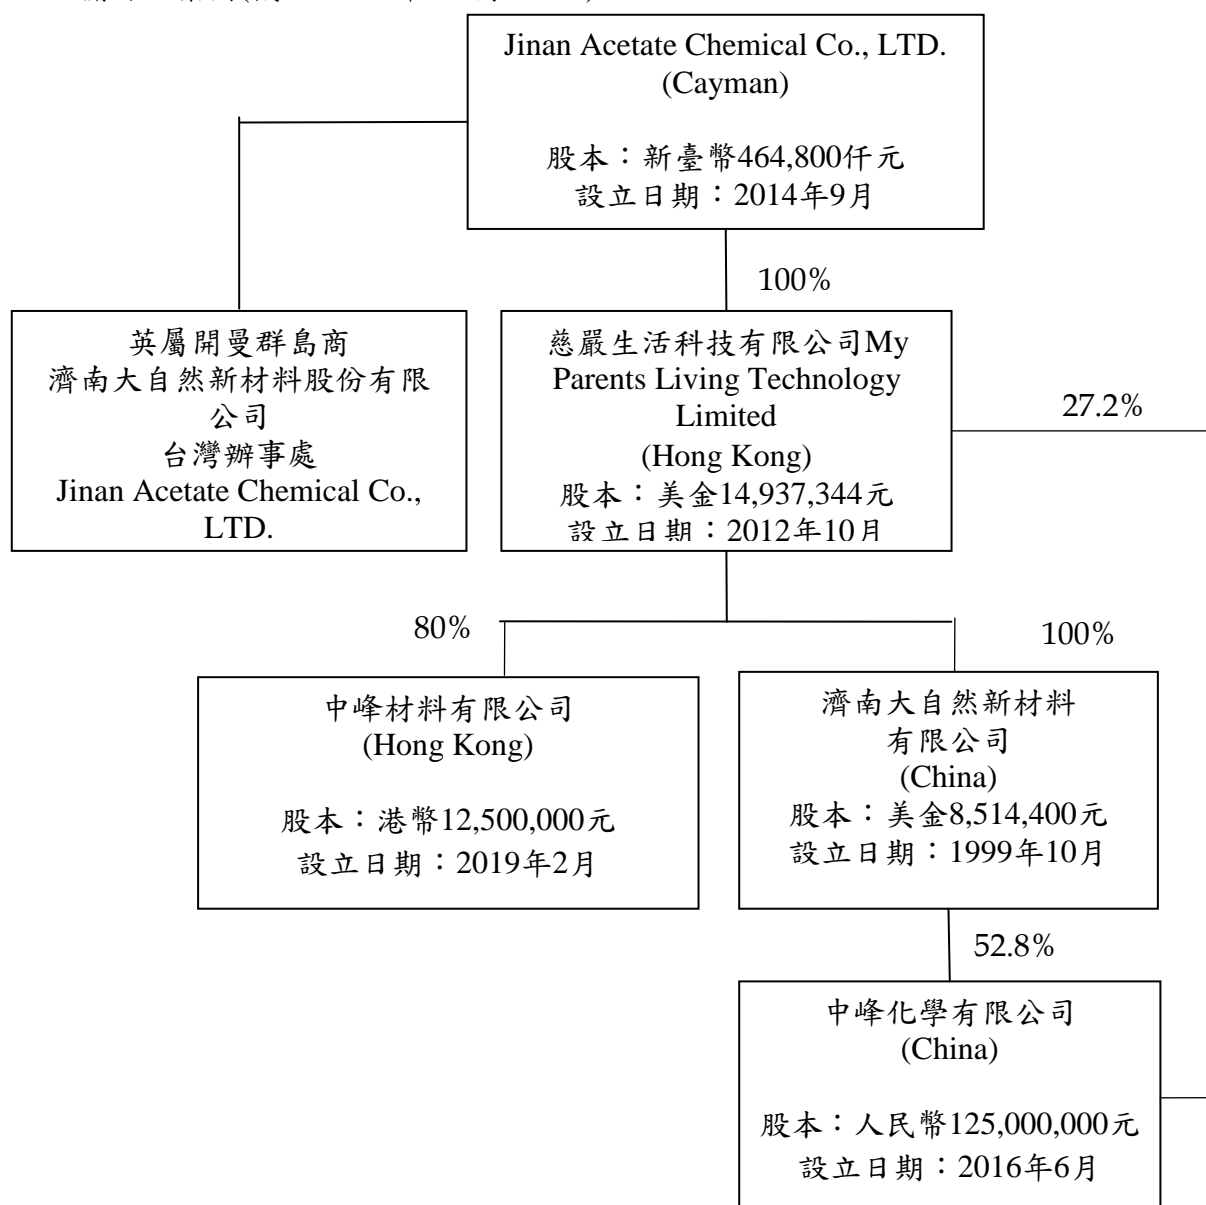 Jinan Acetate Chemical Co., LTD.
(Cayman)
股本：新臺幣464,800仟元
設立日期：2014年9月
100%
英屬開曼群島商
濟南大自然新材料股份有限
公司
台灣辦事處
Jinan Acetate Chemical Co.,
LTD.
慈嚴生活科技有限公司My
Parents Living Technology
Limited
(Hong Kong)
股本：美金14,937,344元
設立日期：2012年10月
27.2%
80%
100%
中峰材料有限公司
(Hong Kong)
股本：港幣12,500,000元
設立日期：2019年2月
濟南大自然新材料
有限公司
(China)
股本：美金8,514,400元
設立日期：1999年10月
52.8%
中峰化學有限公司
(China)
股本：人民幣125,000,000元
設立日期：2016年6月